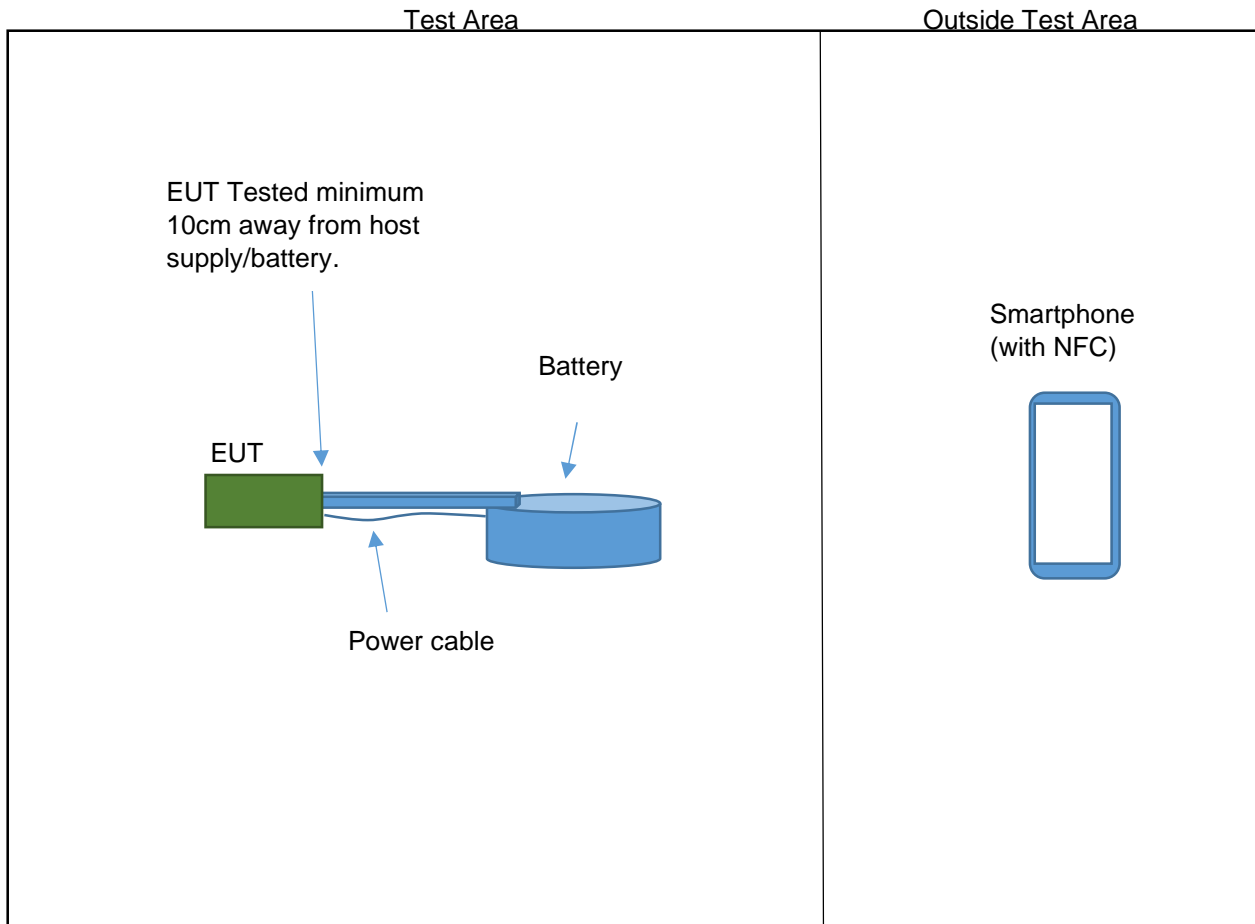 Test Area
Outside Test Area
EUT Tested minimum
10cm away from host
supply/battery.
Smartphone
(with NFC)
Battery
EUT
Power cable